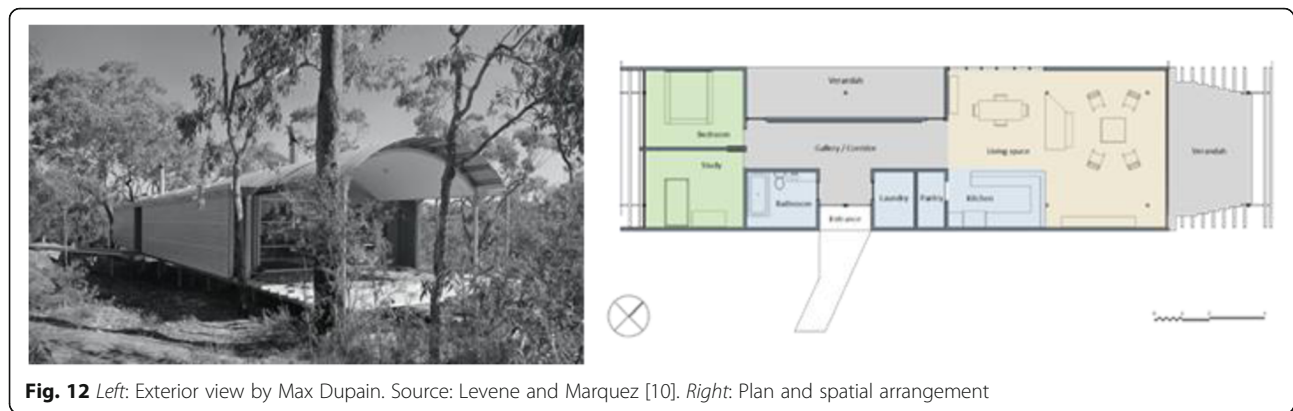 Verandah
Bedroom
Gallery / Corridor
Living space
Verandah
Study
Bathroom
Laundry
Pantry
Kitchen
Entrance
Fig. 12 Left: Exterior view by Max Dupain. Source: Levene and Marquez [10]. Right: Plan and spatial arrangement